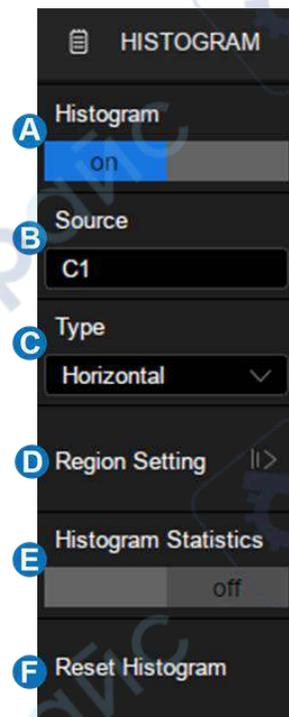 HISTOGRAM
A
Histogram
on
B
Source
C1
C
Type
Horizontal
D
Region Setting
E
Histogram Statistics
off
F
Reset Histogram